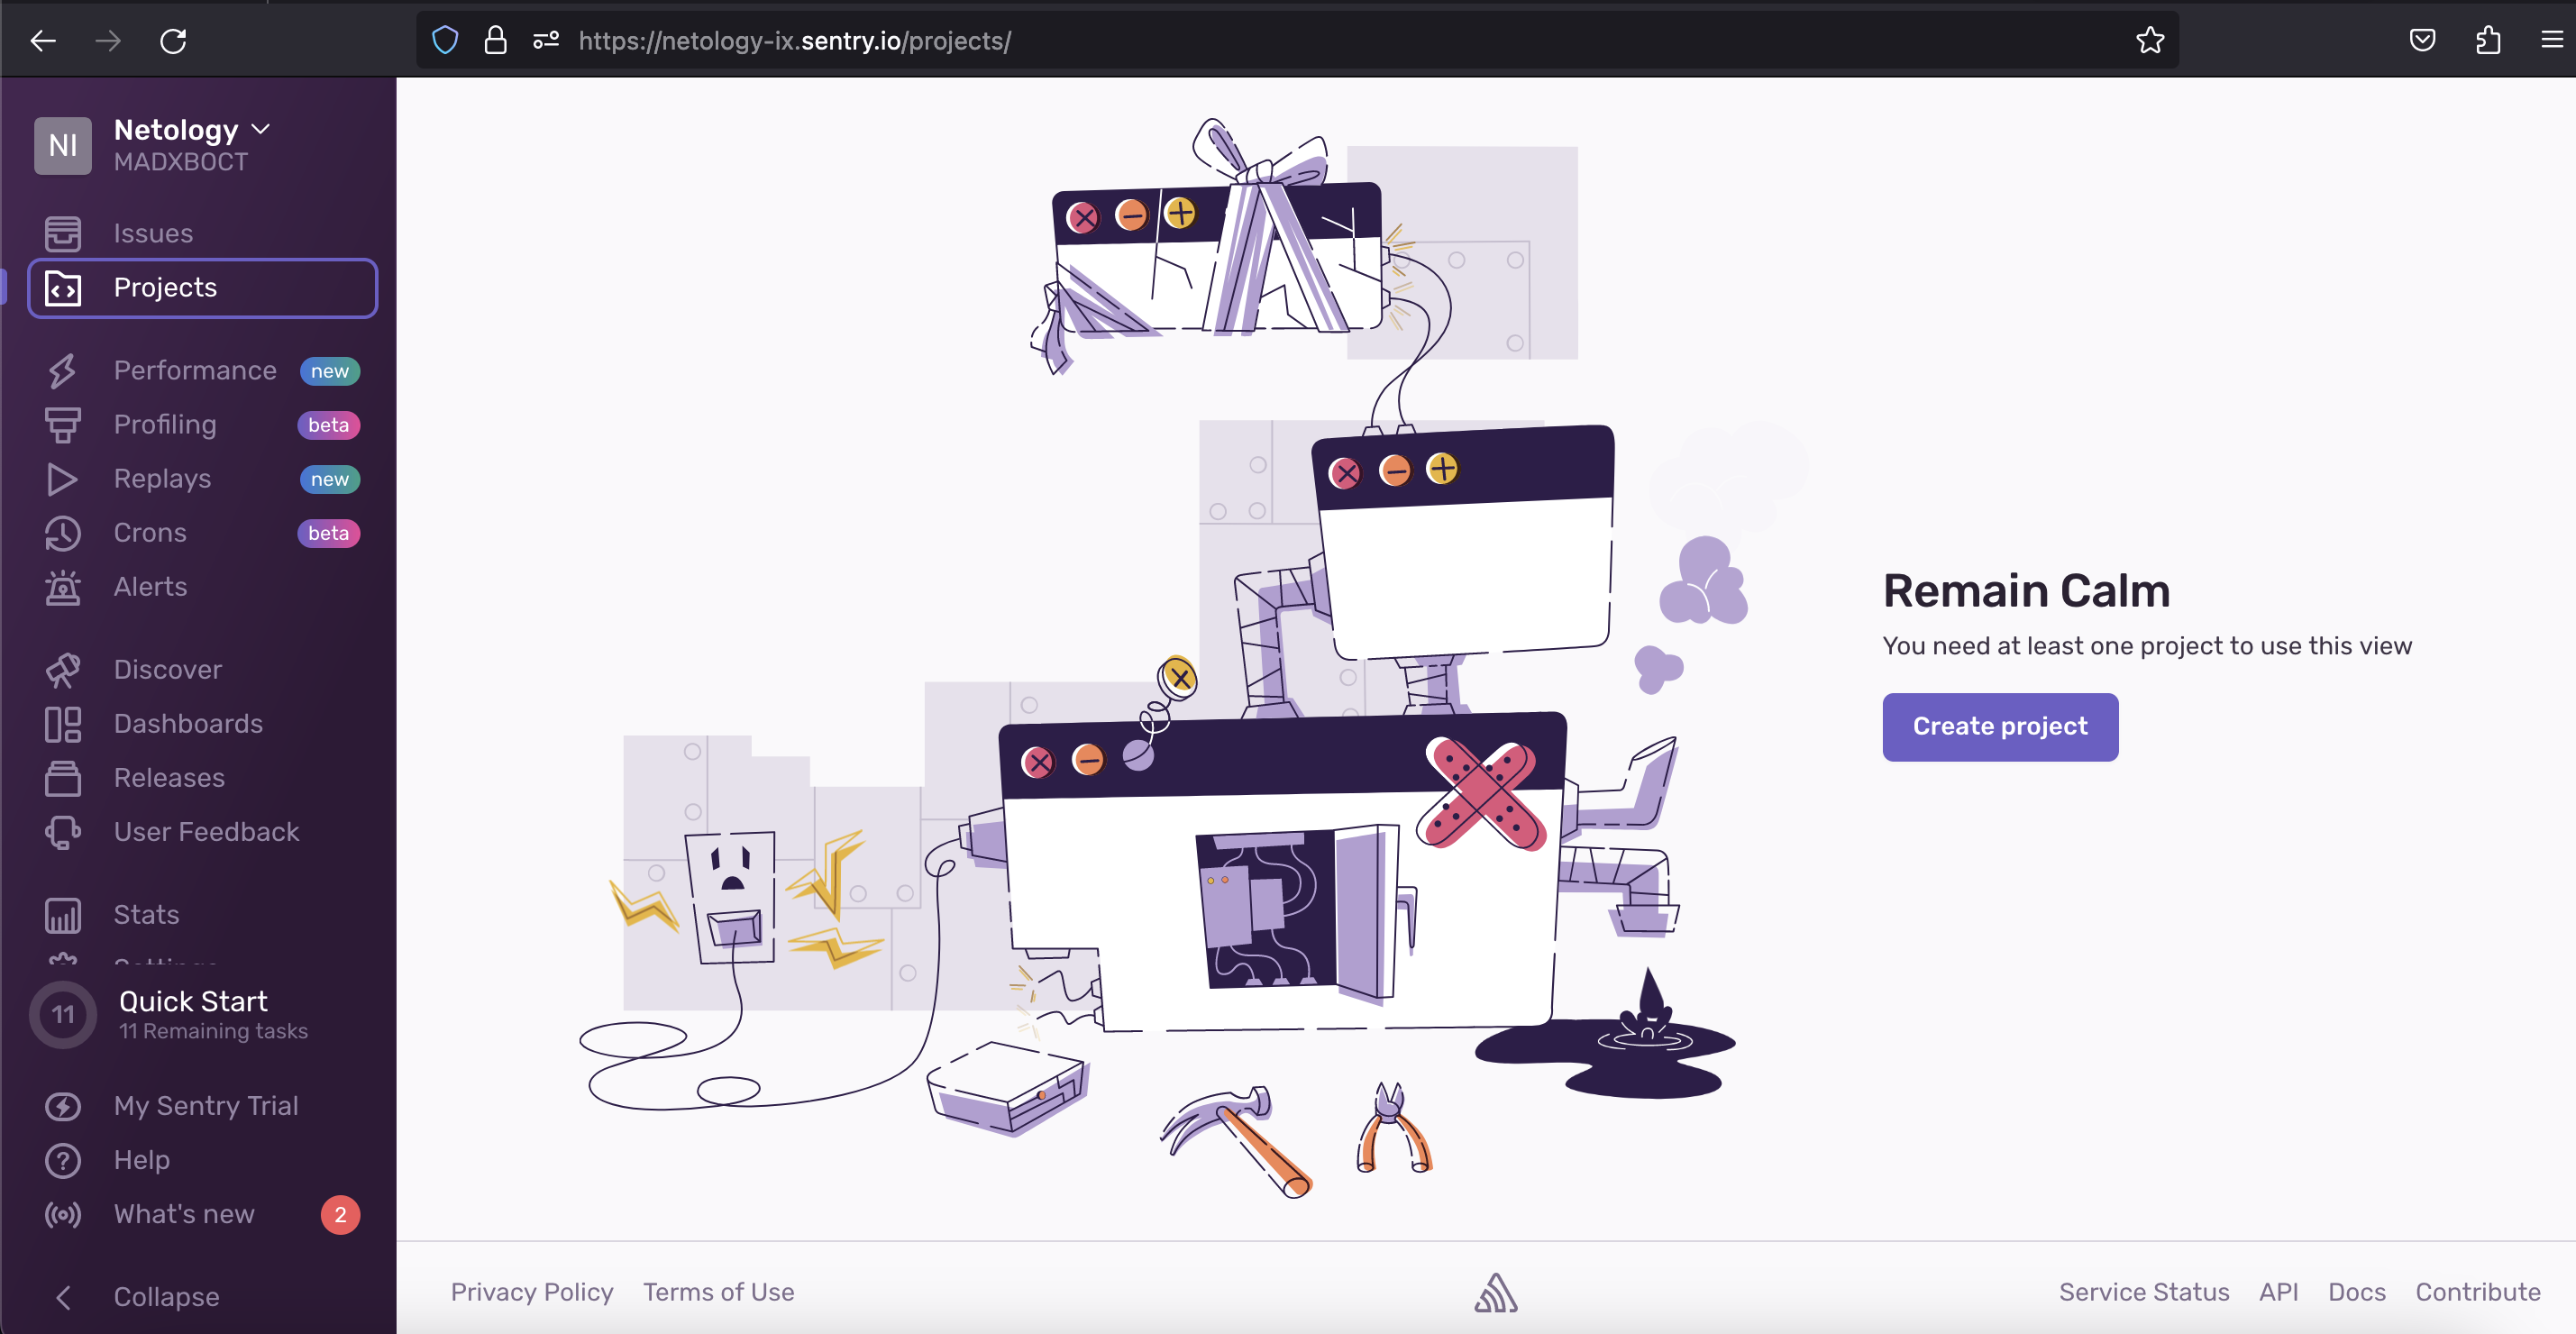 https://netology-ix.sentry.io/projects/
NI
Netology
MADXBOCT
Issues
Projects
Performance new
Profiling beta
Replays new
Crons beta
Alerts
Discover
Dashboards
Releases
User Feedback
Stats
Settings
11
Quick Start
11 Remaining tasks
My Sentry Trial
Help
What's new 2
Collapse
Remain Calm
You need at least one project to use this view
Create project
Privacy Policy Terms of Use
Service Status API Docs Contribute